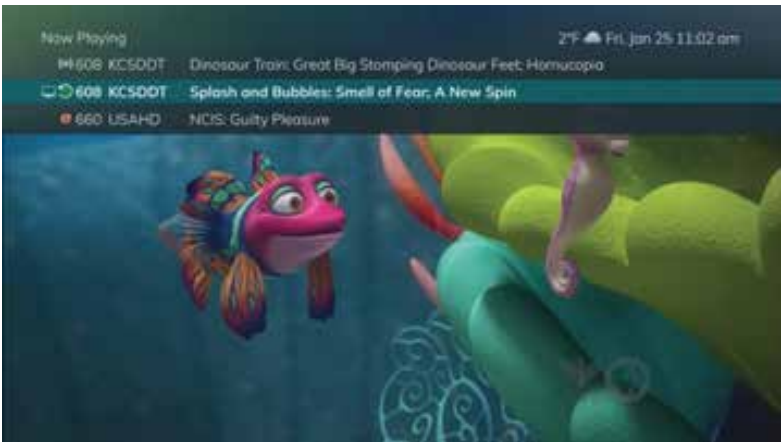 Now Playing
2°F Fri, Jan 25 11:02 am
608 KCSDDT Dinosaur Train: Great Big Stomping Dinosaur Feet; Hornucopia
608 KCSDDT Splash and Bubbles: Smell of Fear; A New Spin
660 USAHD NCIS: Guilty Pleasure